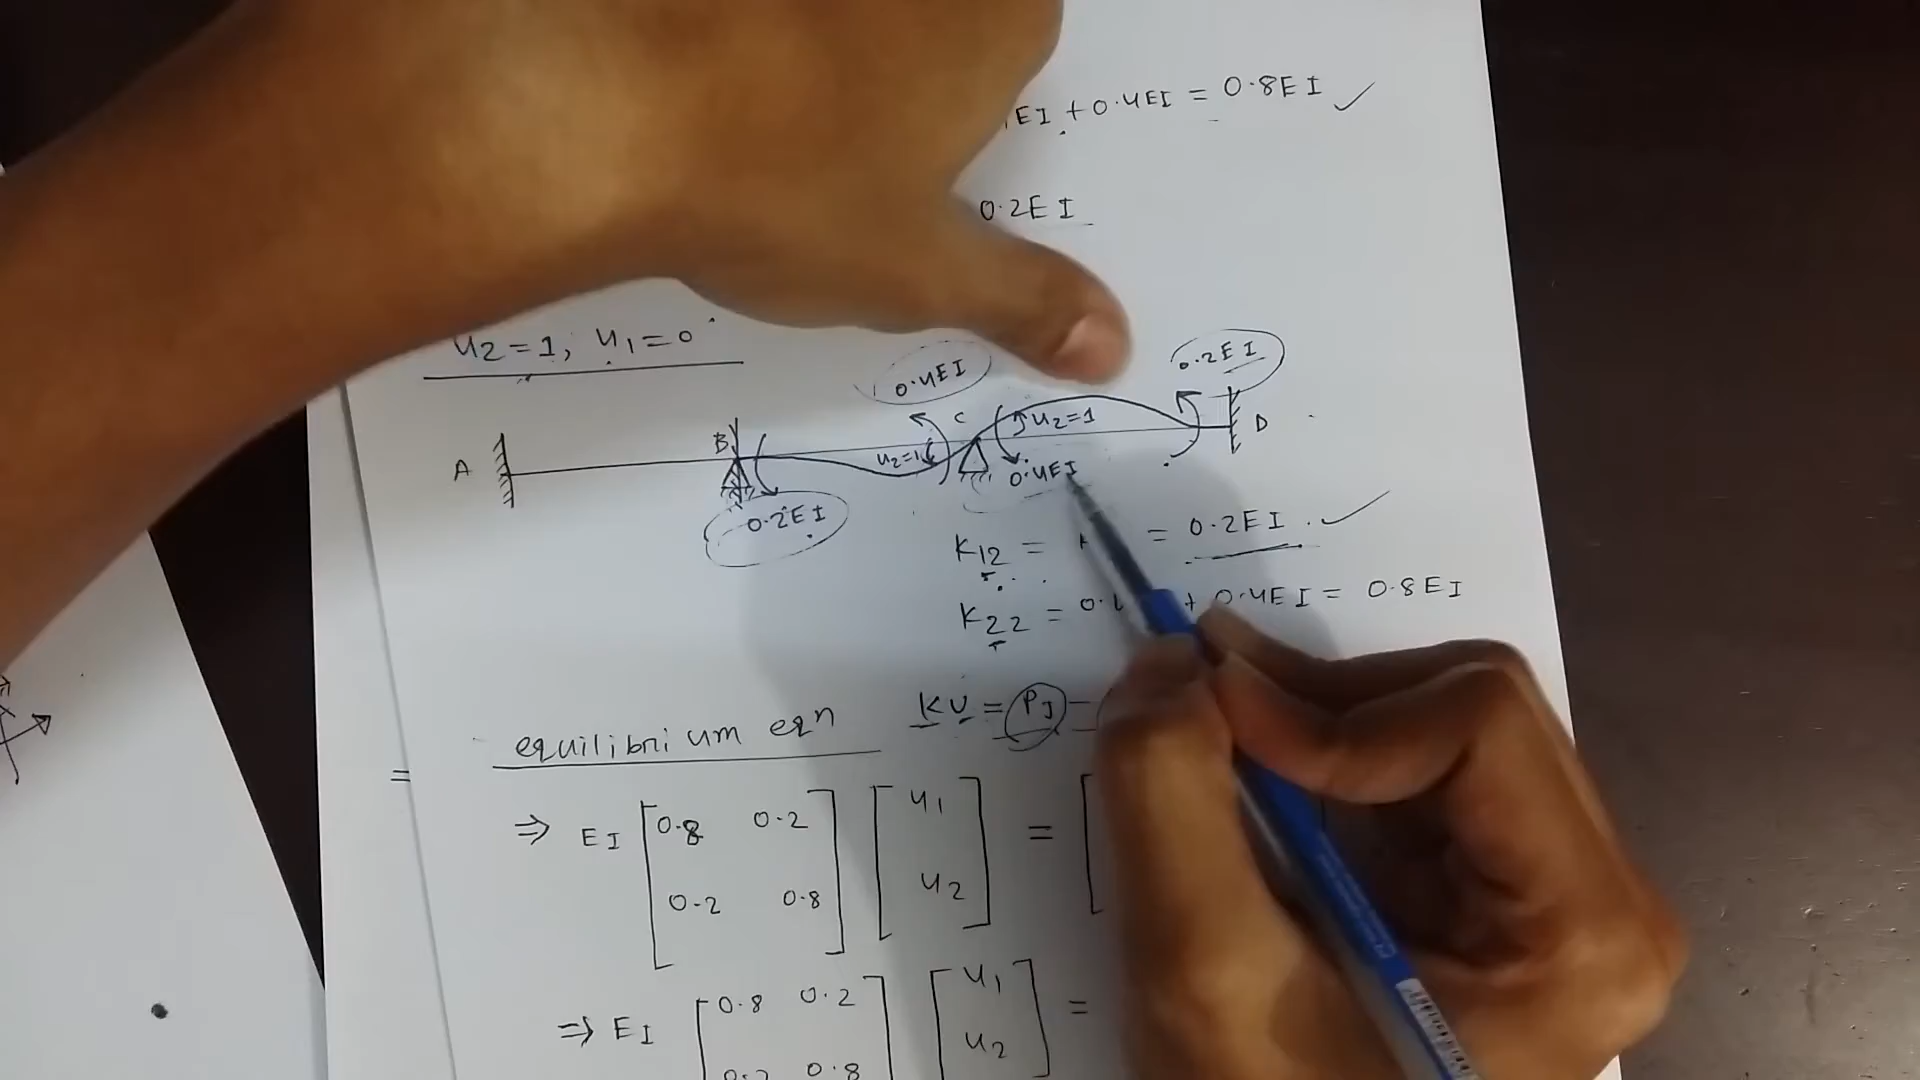 EI + 0.4EI = 0.8EI ✓
0.2EI
u2=1, u1=0
0.4EI
0.2EI
A
B
C
u2=1
D
u2=1
0.4EI
0.2EI
K12 = = 0.2EI ✓
K22 = + 0.4EI = 0.8EI
equilibrium eqn KU = PJ -
=
⇒ EI [0.8 0.2 [u1 = [
0.2 0.8] u2]
⇒ EI [0.8 0.2 [u1 =
0.2 0.8] u2]